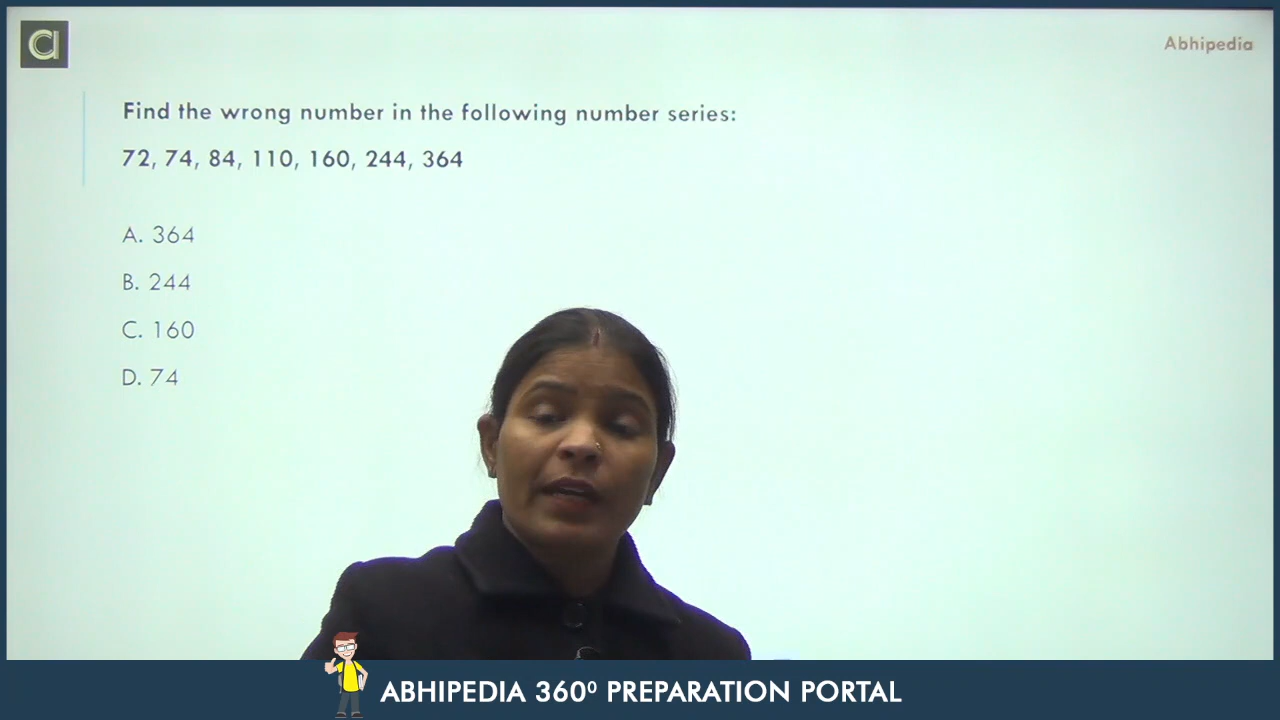 Abhipedia
Find the wrong number in the following number series:
72, 74, 84, 110, 160, 244, 364
A. 364
B. 244
C. 160
D. 74
ABHIPEDIA 360⁰ PREPARATION PORTAL